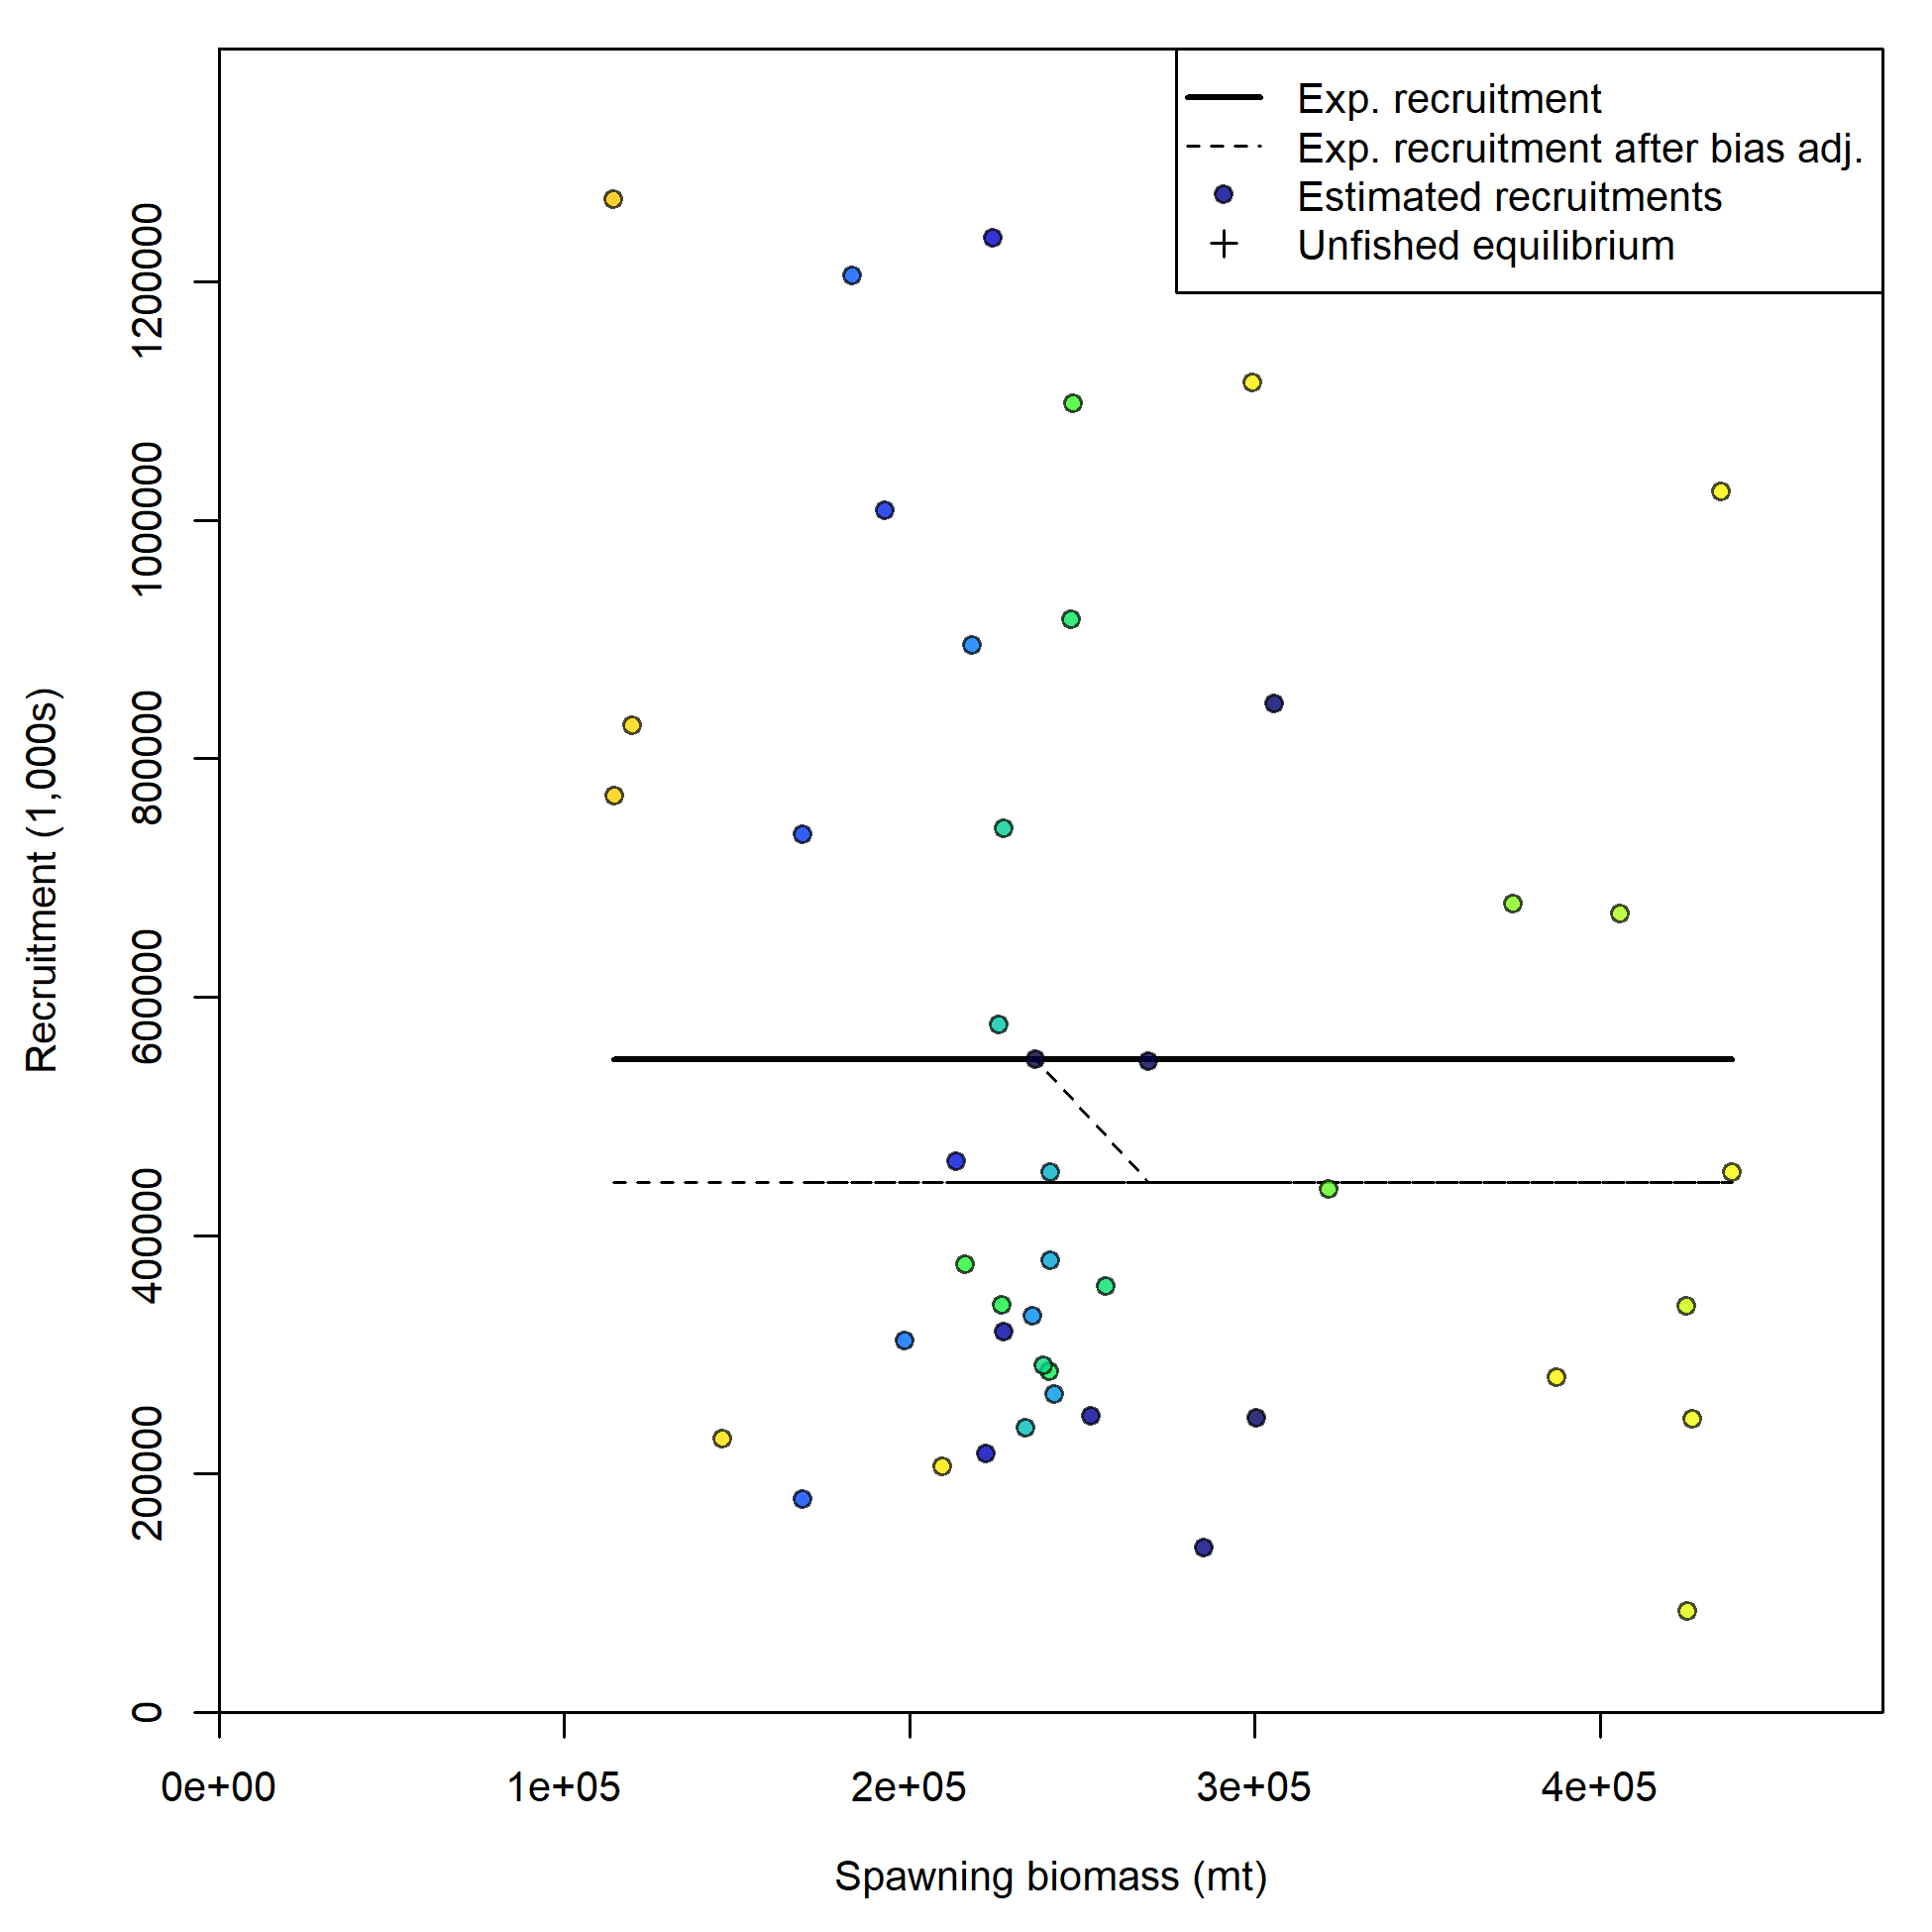 Exp. recruitment
Exp. recruitment after bias adj.
Estimated recruitments
Unfished equilibrium
Recruitment (1,000s)
1200000
1000000
800000
600000
400000
200000
0
0e+00 1e+05 2e+05 3e+05 4e+05
Spawning biomass (mt)